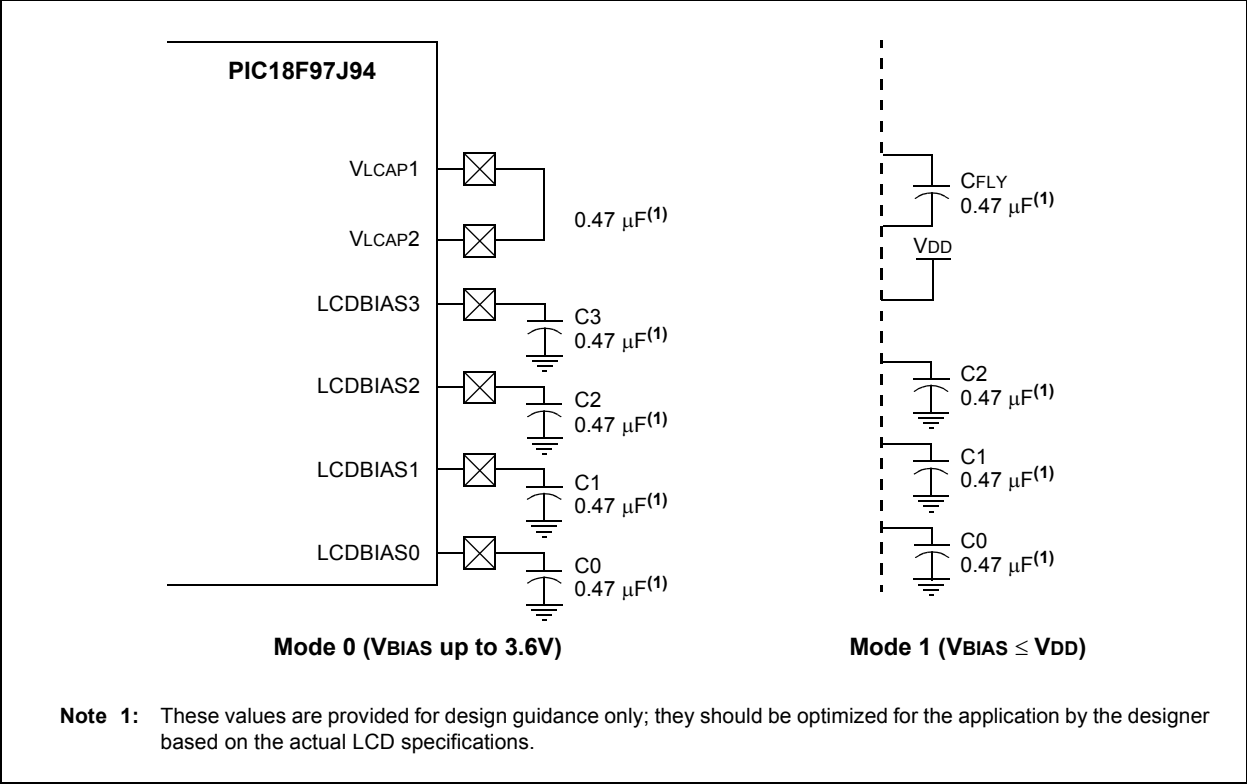 PIC18F97J94
VLCAP1
0.47 μF(1)
VLCAP2
LCDBIAS3
C3
0.47 μF(1)
LCDBIAS2
C2
0.47 μF(1)
LCDBIAS1
C1
0.47 μF(1)
LCDBIAS0
C0
0.47 μF(1)
Mode 0 (VBIAS up to 3.6V)
CFLY
0.47 μF(1)
VDD
C2
0.47 μF(1)
C1
0.47 μF(1)
C0
0.47 μF(1)
Mode 1 (VBIAS ≤ VDD)
Note 1: These values are provided for design guidance only; they should be optimized for the application by the designer
based on the actual LCD specifications.